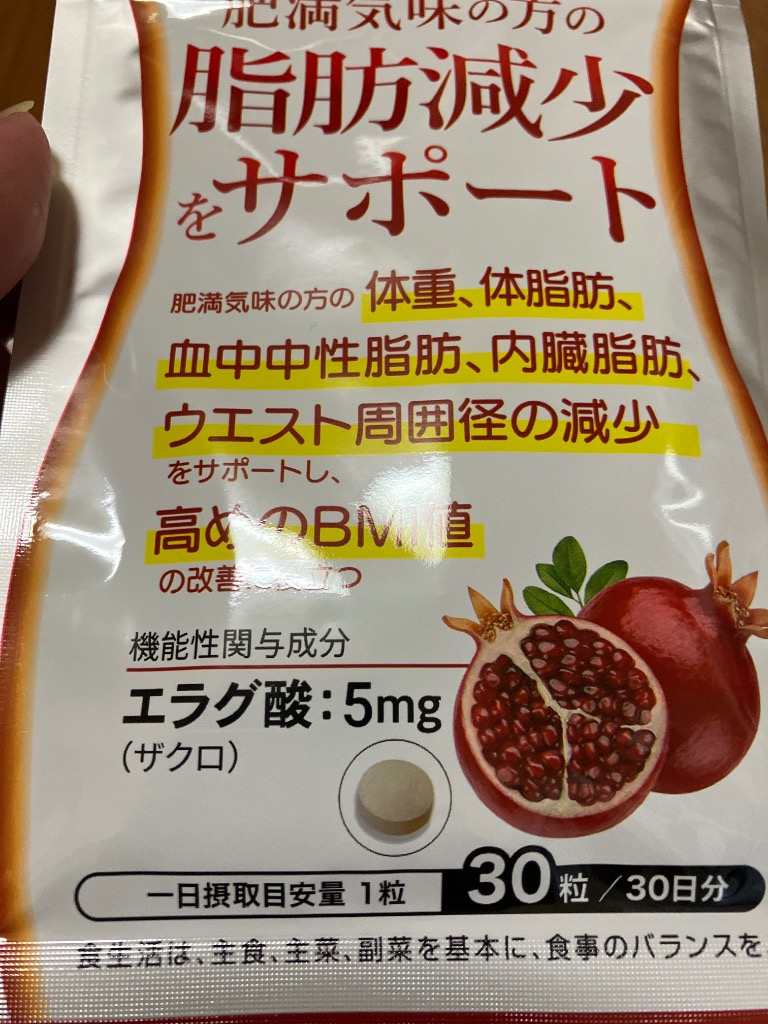 肥満気味の方の
脂肪減少
をサポート
肥満気味の方の 体重、体脂肪、
血中中性脂肪、内臓脂肪、
ウエスト周囲径の減少
をサポートし、
高めのBMI値
の改善に役立つ
機能性関与成分
エラグ酸：5mg
(ザクロ)
一日摂取目安量 1粒 30粒／30日分
食生活は、主食、主菜、副菜を基本に、食事のバランスを